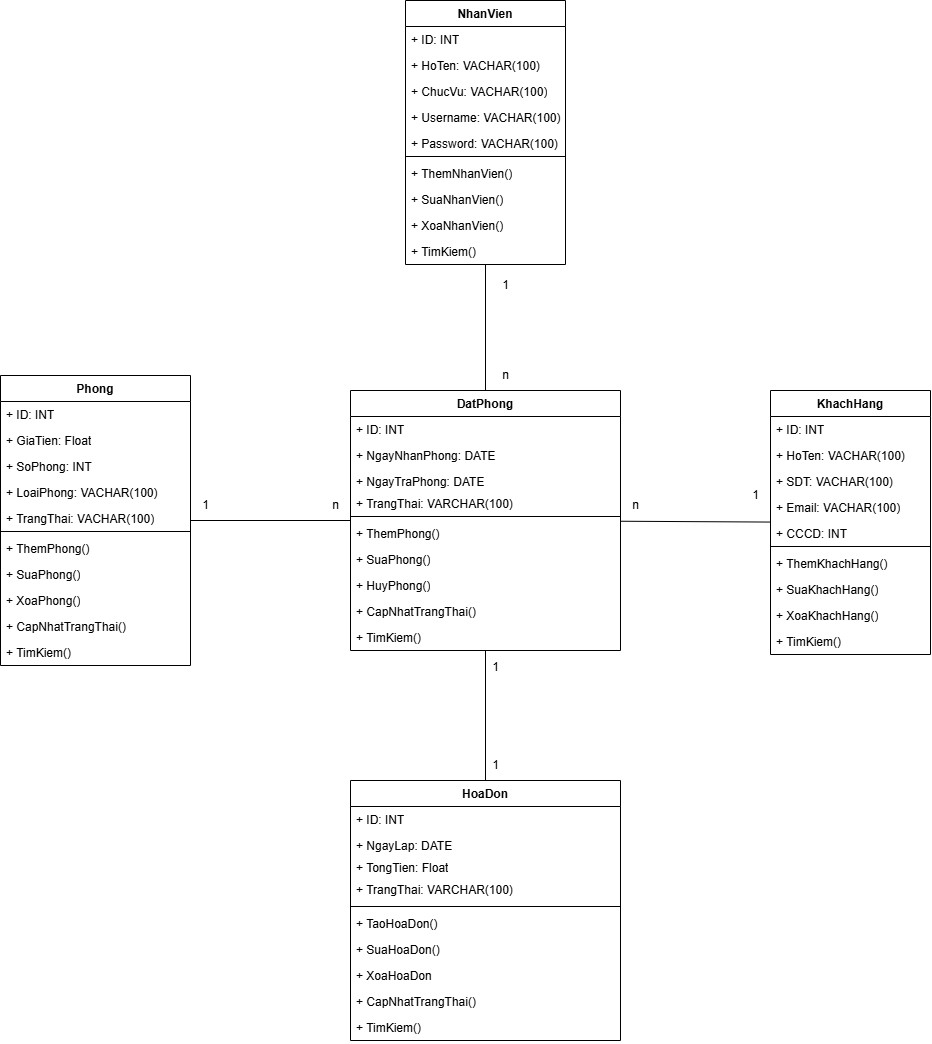 NhanVien
+ ID: INT
+ HoTen: VACHAR(100)
+ ChucVu: VACHAR(100)
+ Username: VACHAR(100)
+ Password: VACHAR(100)
+ ThemNhanVien()
+ SuaNhanVien()
+ XoaNhanVien()
+ TimKiem()
1
n
Phong
+ ID: INT
+ GiaTien: Float
+ SoPhong: INT
+ LoaiPhong: VACHAR(100)
+ TrangThai: VACHAR(100)
+ ThemPhong()
+ SuaPhong()
+ XoaPhong()
+ CapNhatTrangThai()
+ TimKiem()
1
n
DatPhong
+ ID: INT
+ NgayNhanPhong: DATE
+ NgayTraPhong: DATE
+ TrangThai: VARCHAR(100)
+ ThemPhong()
+ SuaPhong()
+ HuyPhong()
+ CapNhatTrangThai()
+ TimKiem()
n
1
KhachHang
+ ID: INT
+ HoTen: VACHAR(100)
+ SDT: VACHAR(100)
+ Email: VACHAR(100)
+ CCCD: INT
+ ThemKhachHang()
+ SuaKhachHang()
+ XoaKhachHang()
+ TimKiem()
1
1
HoaDon
+ ID: INT
+ NgayLap: DATE
+ TongTien: Float
+ TrangThai: VARCHAR(100)
+ TaoHoaDon()
+ SuaHoaDon()
+ XoaHoaDon
+ CapNhatTrangThai()
+ TimKiem()